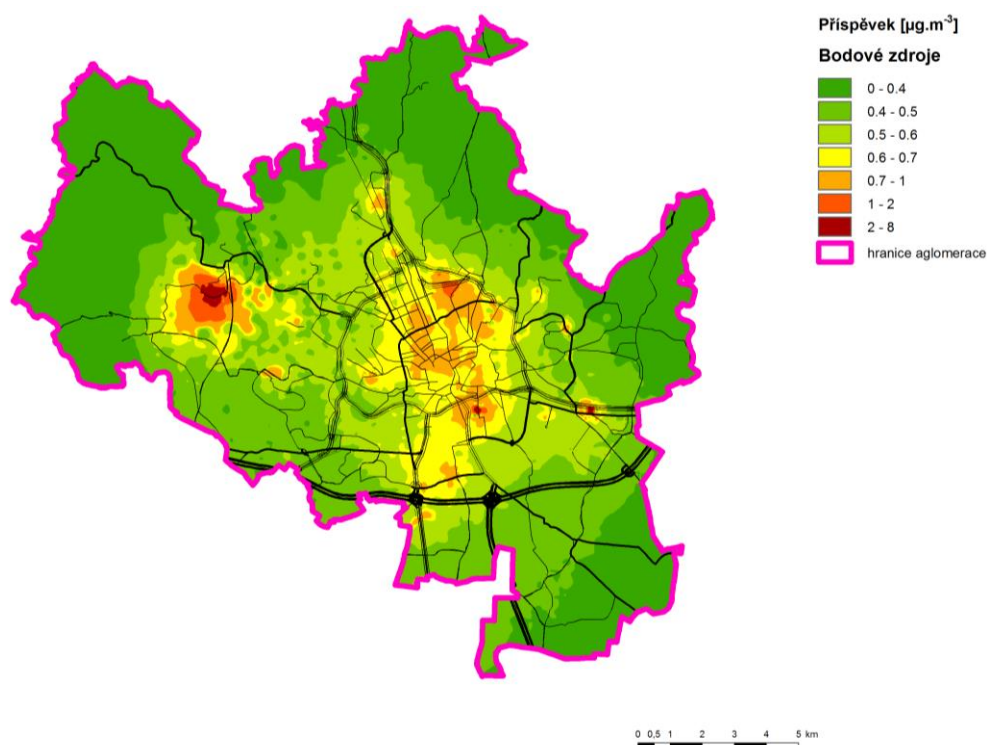 Příspěvek [µg.m-3]
Bodové zdroje
0 - 0.4
0.4 - 0.5
0.5 - 0.6
0.6 - 0.7
0.7 - 1
1 - 2
2 - 8
hranice aglomerace
0 0,5 1 2 3 4 5 km